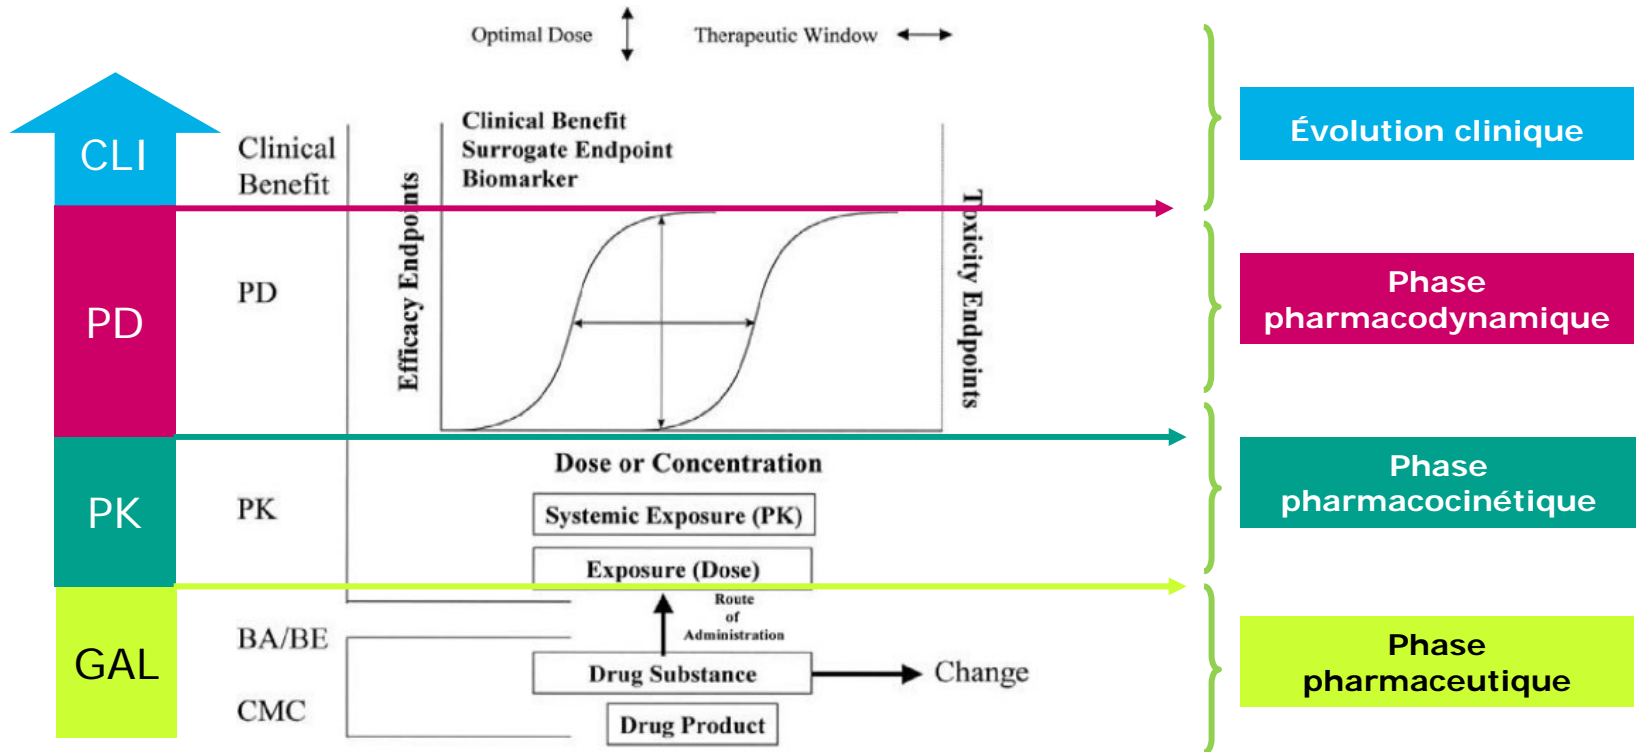 Optimal Dose
Therapeutic Window
CLI
Clinical
Benefit
Clinical Benefit
Surrogate Endpoint
Biomarker
Évolution clinique
Efficacy Endpoints
Toxicity Endpoints
PD
PD
Phase
pharmacodynamique
Dose or Concentration
PK
PK
Systemic Exposure (PK)
Exposure (Dose)
Phase
pharmacocinétique
Route
of
Administration
GAL
BA/BE
CMC
Drug Substance
Change
Drug Product
Phase
pharmaceutique